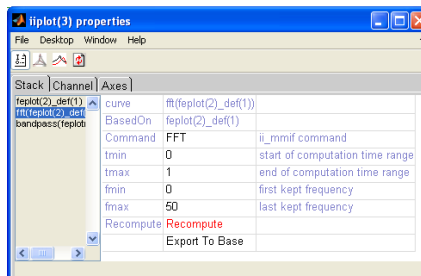 iiplot(3) properties
File Desktop Window Help
Stack Channel Axes
feplot(2)_def(1)
fft(feplot(2)_def(
bandpass(feplot(
curve fft(feplot(2)_def(1))
BasedOn feplot(2)_def(1)
Command FFT ii_mmif command
tmin 0 start of computation time range
tmax 1 end of computation time range
fmin 0 first kept frequency
fmax 50 last kept frequency
Recompute Recompute
Export To Base